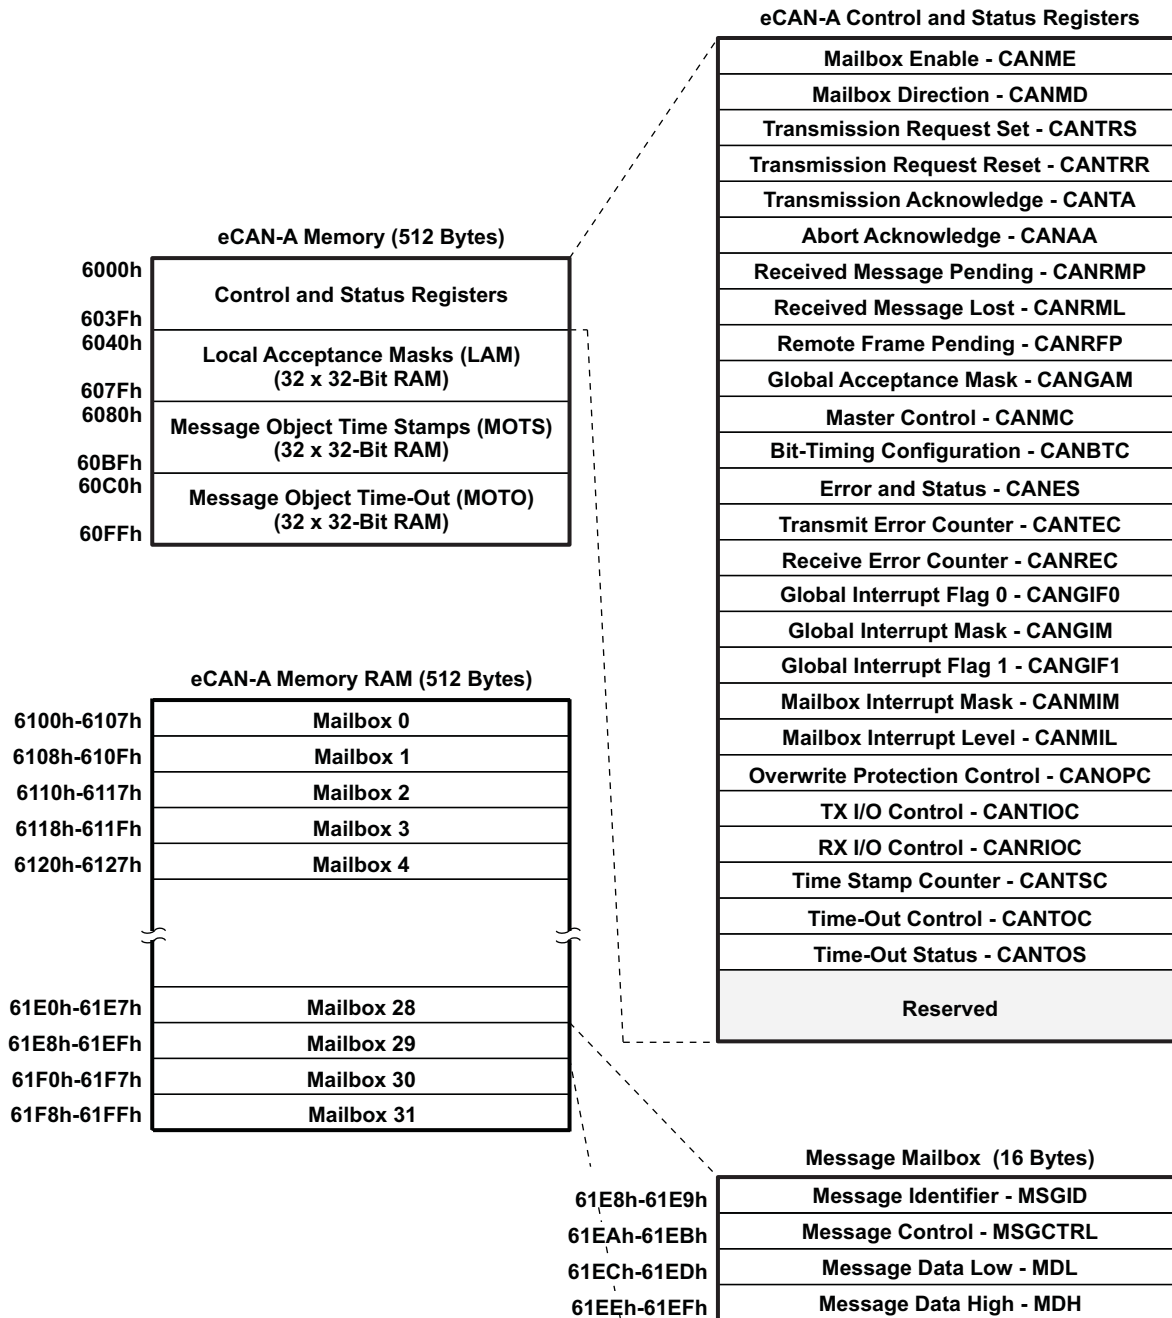 eCAN-A Control and Status Registers
Mailbox Enable - CANME
Mailbox Direction - CANMD
Transmission Request Set - CANTRS
Transmission Request Reset - CANTRR
Transmission Acknowledge - CANTA
Abort Acknowledge - CANAA
Received Message Pending - CANRMP
Received Message Lost - CANRML
Remote Frame Pending - CANRFP
Global Acceptance Mask - CANGAM
Master Control - CANMC
Bit-Timing Configuration - CANBTC
Error and Status - CANES
Transmit Error Counter - CANTEC
Receive Error Counter - CANREC
Global Interrupt Flag 0 - CANGIF0
Global Interrupt Mask - CANGIM
Global Interrupt Flag 1 - CANGIF1
Mailbox Interrupt Mask - CANMIM
Mailbox Interrupt Level - CANMIL
Overwrite Protection Control - CANOPC
TX I/O Control - CANTIOC
RX I/O Control - CANRIOC
Time Stamp Counter - CANTSC
Time-Out Control - CANTOC
Time-Out Status - CANTOS
Reserved
eCAN-A Memory (512 Bytes)
6000h
Control and Status Registers
603Fh
6040h
Local Acceptance Masks (LAM)
(32 x 32-Bit RAM)
607Fh
6080h
Message Object Time Stamps (MOTS)
(32 x 32-Bit RAM)
60BFh
60C0h
Message Object Time-Out (MOTO)
(32 x 32-Bit RAM)
60FFh
eCAN-A Memory RAM (512 Bytes)
6100h-6107h Mailbox 0
6108h-610Fh Mailbox 1
6110h-6117h Mailbox 2
6118h-611Fh Mailbox 3
6120h-6127h Mailbox 4
61E0h-61E7h Mailbox 28
61E8h-61EFh Mailbox 29
61F0h-61F7h Mailbox 30
61F8h-61FFh Mailbox 31
Message Mailbox (16 Bytes)
61E8h-61E9h Message Identifier - MSGID
61EAh-61EBh Message Control - MSGCTRL
61ECh-61EDh Message Data Low - MDL
61EEh-61EFh Message Data High - MDH